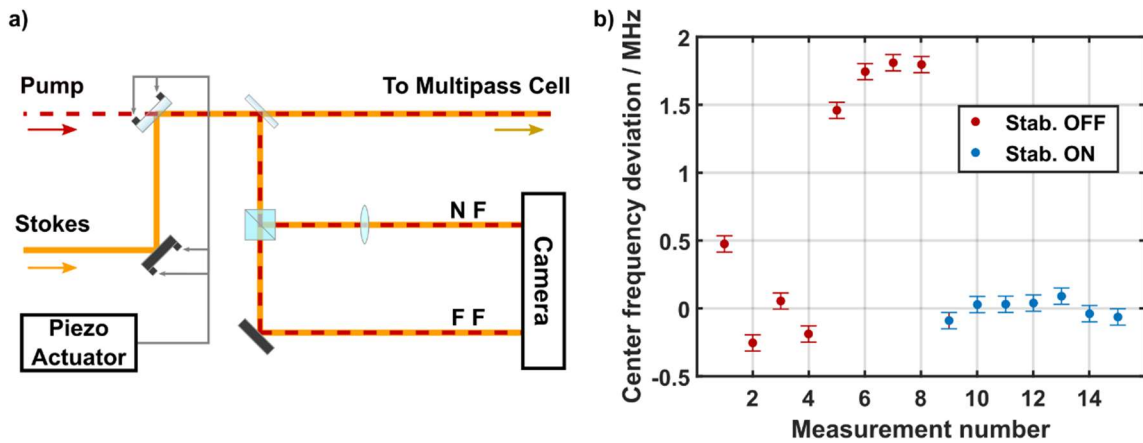 a)
Pump
To Multipass Cell
Stokes
N F
F F
Camera
Piezo
Actuator
b)
Center frequency deviation / MHz
2
1.5
1
0.5
0
-0.5
Stab. OFF
Stab. ON
2 4 6 8 10 12 14
Measurement number